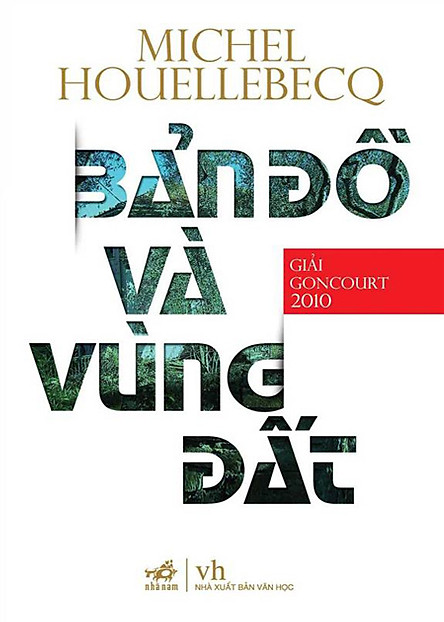 MICHEL
HOUELLEBECQ
BẢN ĐỒ
VÀ
VÙNG
ĐẤT
GIẢI
GONCOURT
2010
nhã nam
vh
NHÀ XUẤT BẢN VĂN HỌC